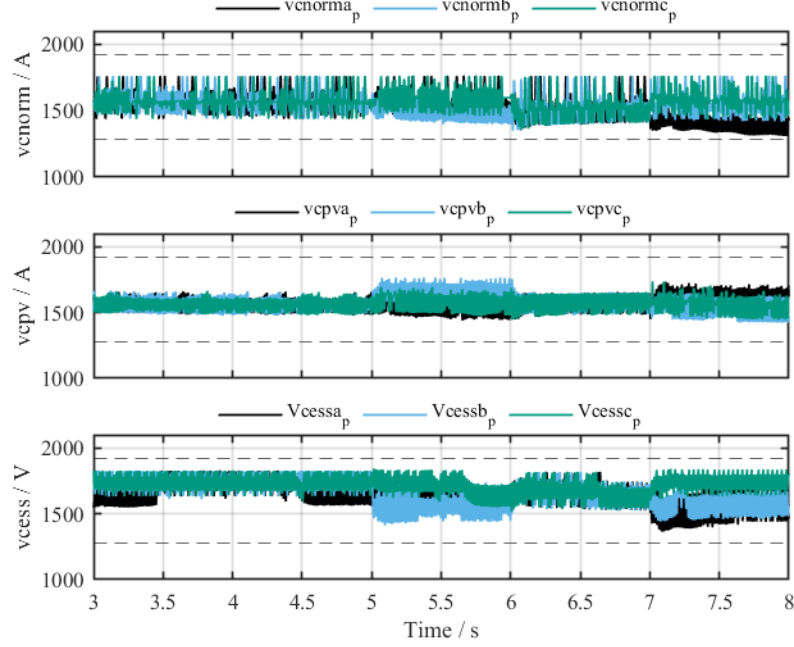 vcnorma_p vcnormb_p vcnormc_p
2000
1500
1000
vcnorm / A
vcpva_p vcpvb_p vcpvc_p
2000
1500
1000
vcpv / A
Vcessa_p Vcessb_p Vcessc_p
2000
1500
1000
vcess / V
3 3.5 4 4.5 5 5.5 6 6.5 7 7.5 8
Time / s